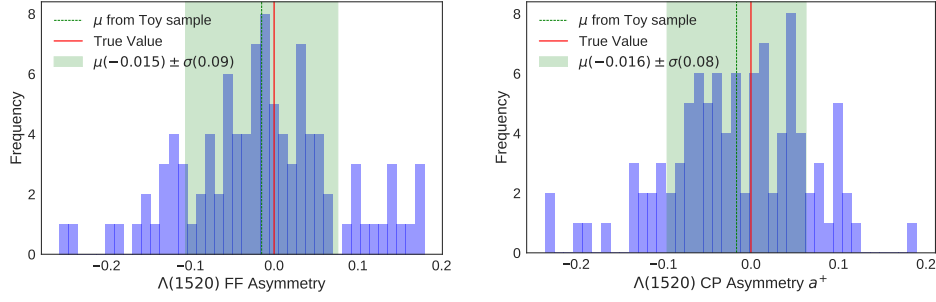 μ from Toy sample
True Value
μ(−0.015) ± σ(0.09)
Frequency
8
6
4
2
0
−0.2
−0.1
0.0
0.1
0.2
Λ(1520) FF Asymmetry
μ from Toy sample
True Value
μ(−0.016) ± σ(0.08)
Frequency
8
6
4
2
0
−0.2
−0.1
0.0
0.1
0.2
Λ(1520) CP Asymmetry a⁺